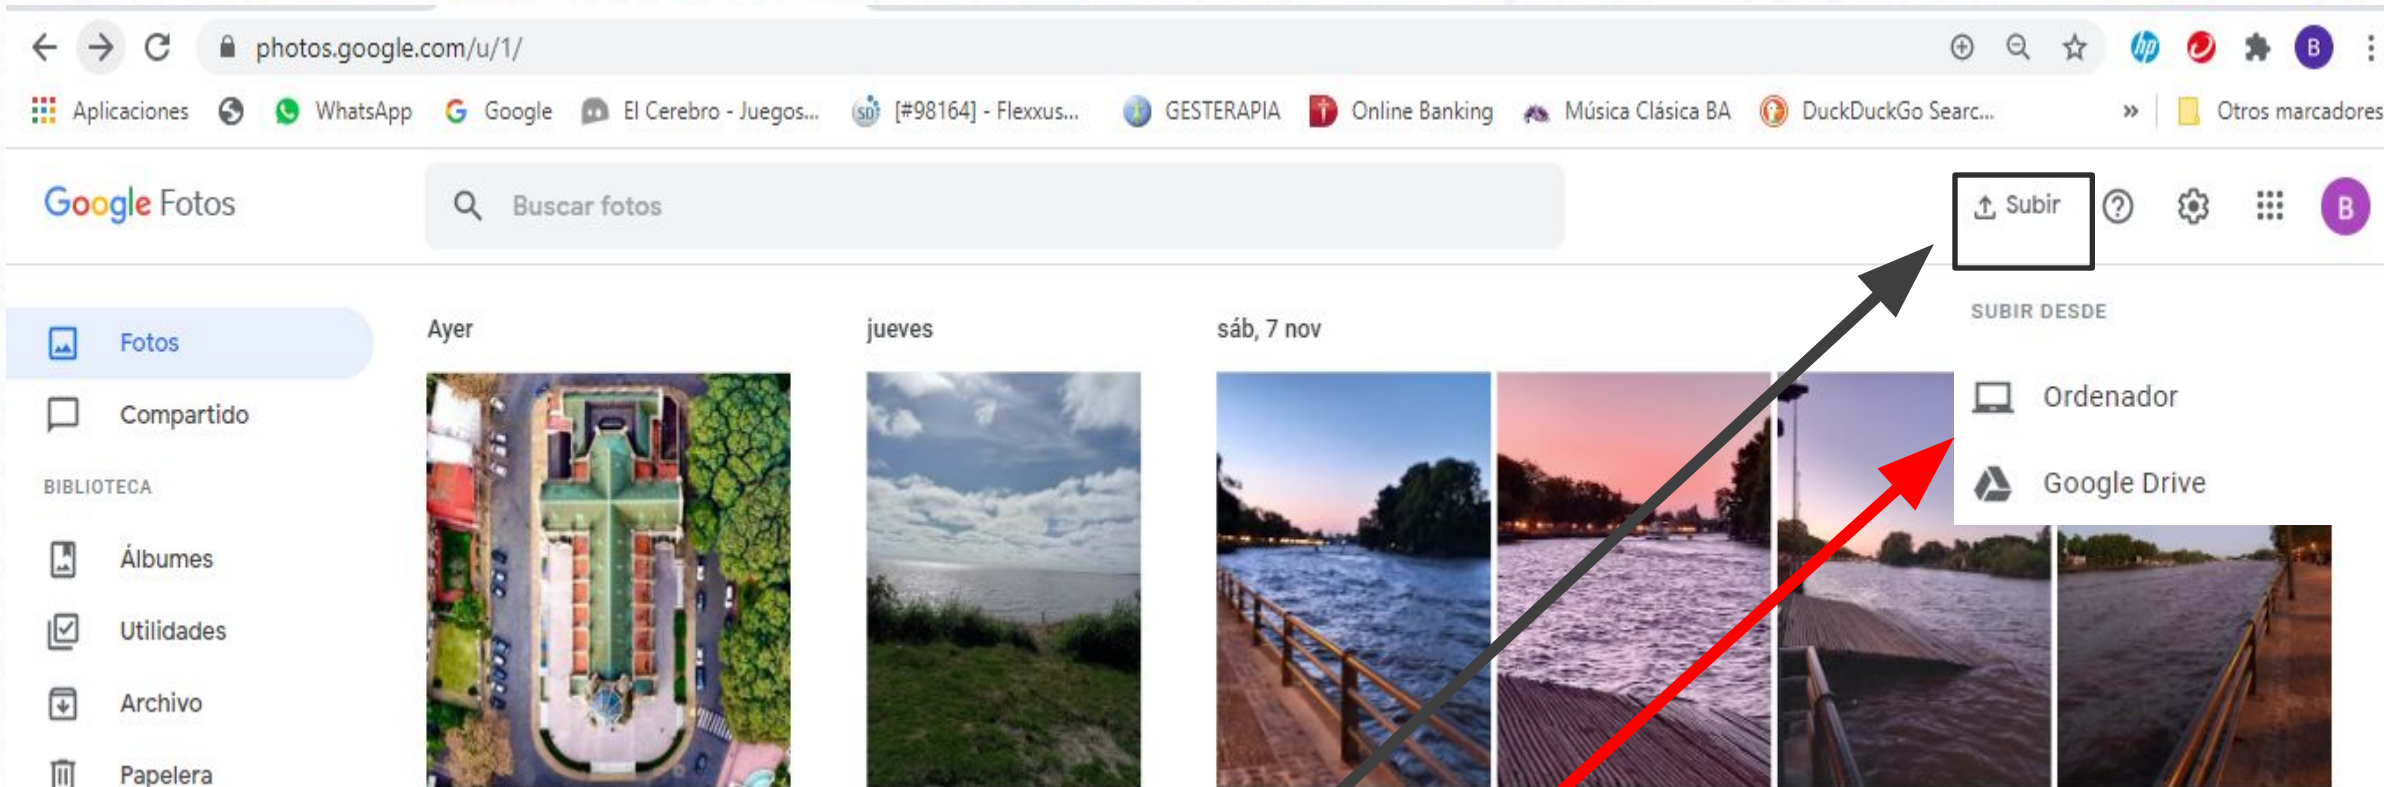 photos.google.com/u/1/
B
Aplicaciones WhatsApp Google El Cerebro - Juegos... [#98164] - Flexxus... GESTERAPIA Online Banking Música Clásica BA DuckDuckGo Searc... » Otros marcadores
Google Fotos Buscar fotos Subir B
SUBIR DESDE
Ordenador
Google Drive
Fotos
Compartido
BIBLIOTECA
Álbumes
Utilidades
Archivo
Papelera
Ayer jueves sáb, 7 nov